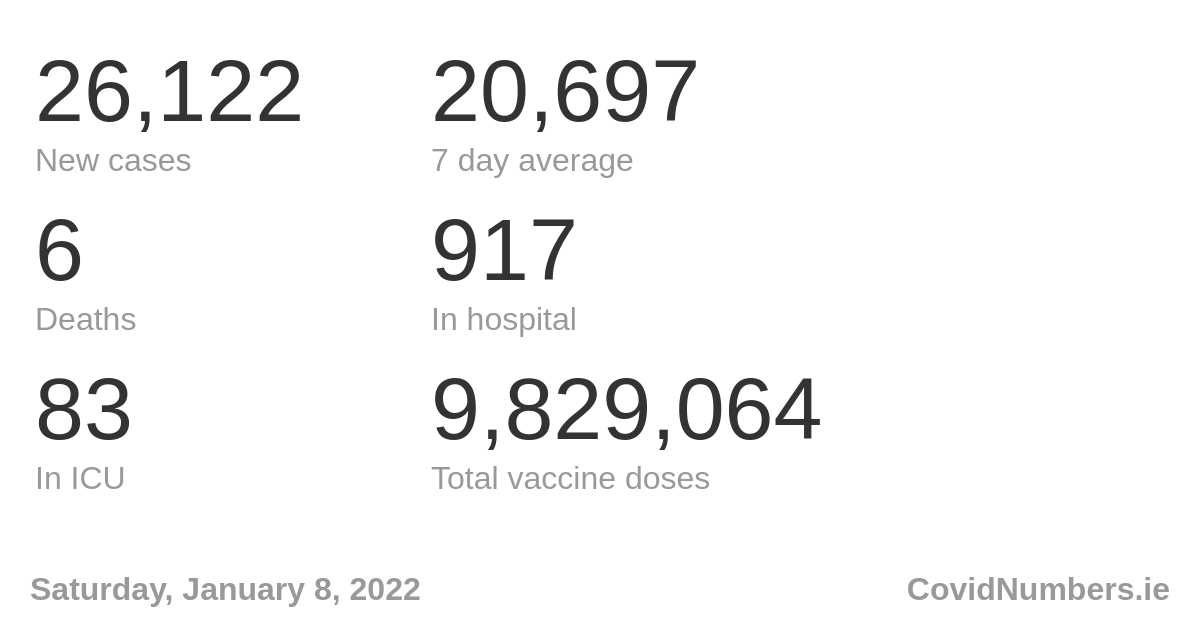 26,122 20,697
New cases 7 day average
6 917
Deaths In hospital
83 9,829,064
In ICU Total vaccine doses
Saturday, January 8, 2022 CovidNumbers.ie